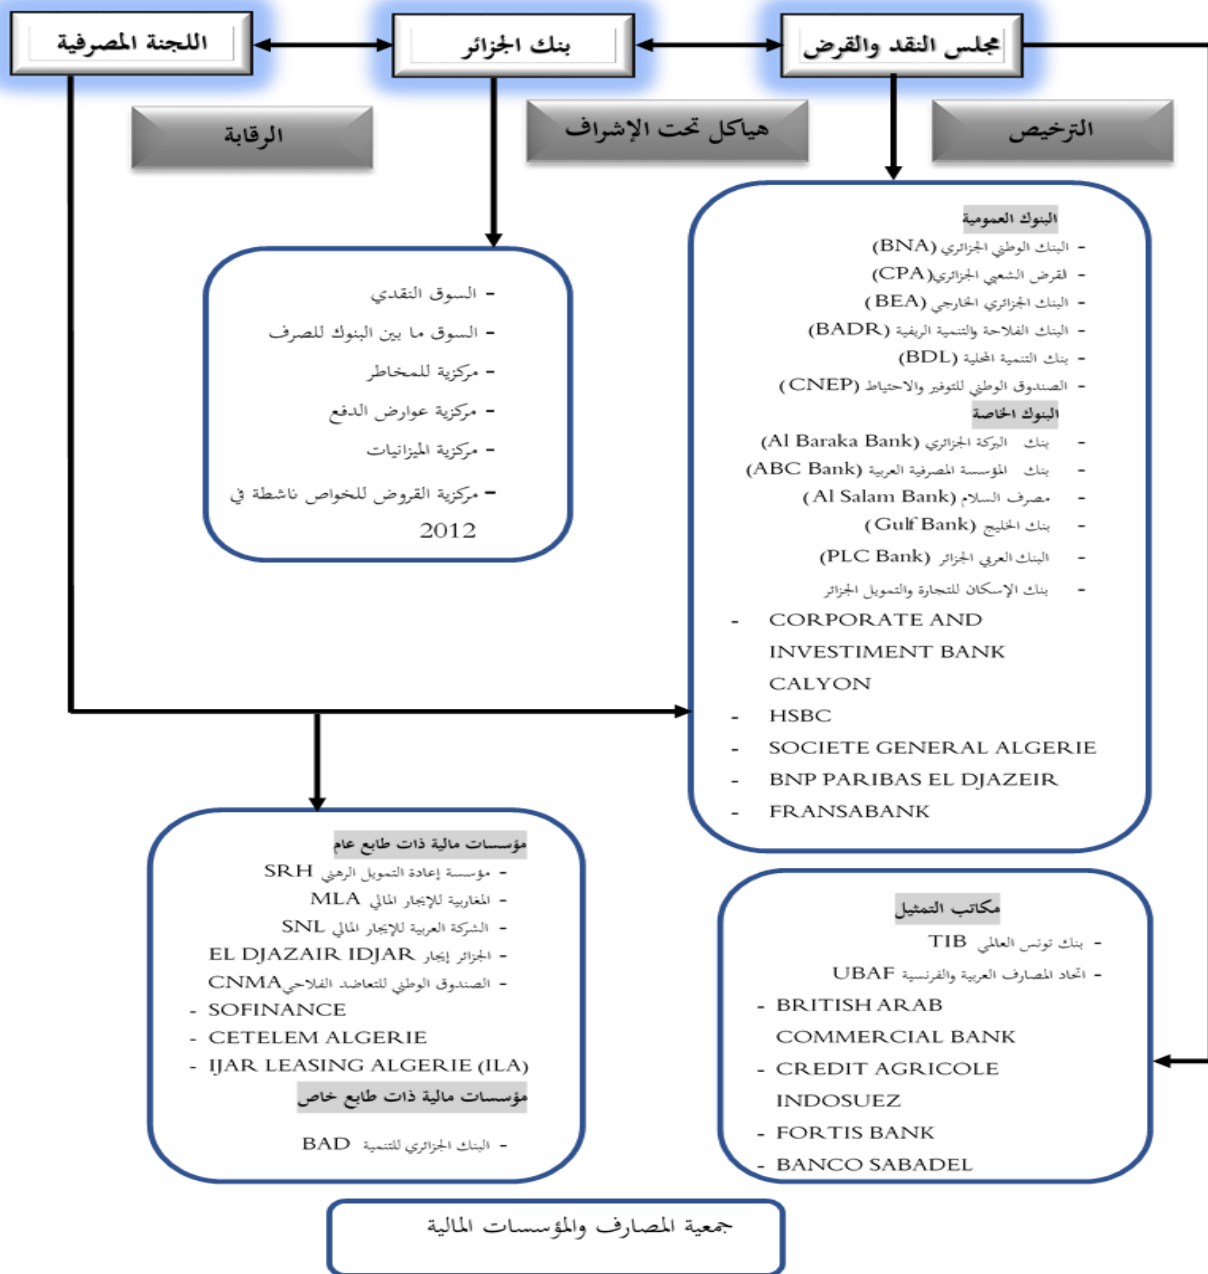 مجلس النقد والقرض
بنك الجزائر
اللجنة المصرفية
الترخيص
هياكل تحت الإشراف
الرقابة
البنوك العمومية
- البنك الوطني الجزائري (BNA)
- القرض الشعبي الجزائري(CPA)
- البنك الجزائري الخارجي (BEA)
- البنك الفلاحة والتنمية الريفية (BADR)
- بنك التنمية المحلية (BDL)
- الصندوق الوطني للتوفير والاحتياط (CNEP)
البنوك الخاصة
- بنك البركة الجزائري (Al Baraka Bank)
- بنك المؤسسة المصرفية العربية (ABC Bank)
- مصرف السلام (Al Salam Bank)
- بنك الخليج (Gulf Bank)
- البنك العربي الجزائر (PLC Bank)
- بنك الإسكان للتجارة والتمويل الجزائر
- CORPORATE AND
INVESTIMENT BANK
CALYON
- HSBC
- SOCIETE GENERAL ALGERIE
- BNP PARIBAS EL DJAZEIR
- FRANSABANK
- السوق النقدي
- السوق ما بين البنوك للصرف
- مركزية للمخاطر
- مركزية عوارض الدفع
- مركزية الميزانيات
- مركزية القروض للخواص ناشطة في
2012
مكاتب التمثيل
- بنك تونس العالمي TIB
- اتحاد المصارف العربية والفرنسية UBAF
- BRITISH ARAB
COMMERCIAL BANK
- CREDIT AGRICOLE
INDOSUEZ
- FORTIS BANK
- BANCO SABADEL
مؤسسات مالية ذات طابع عام
- مؤسسة إعادة التمويل الرهني SRH
- المغاربية للإيجار المالي MLA
- الشركة العربية للإيجار المالي SNL
- الجزائر إيجار EL DJAZAIR IDJAR
- الصندوق الوطني للتعاضد الفلاحيCNMA
- SOFINANCE
- CETELEM ALGERIE
- IJAR LEASING ALGERIE (ILA)
مؤسسات مالية ذات طابع خاص
- البنك الجزائري للتنمية BAD
جمعية المصارف والمؤسسات المالية